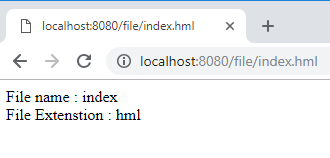 localhost:8080/file/index.hml
localhost:8080/file/index.hml
File name : index
File Extenstion : hml